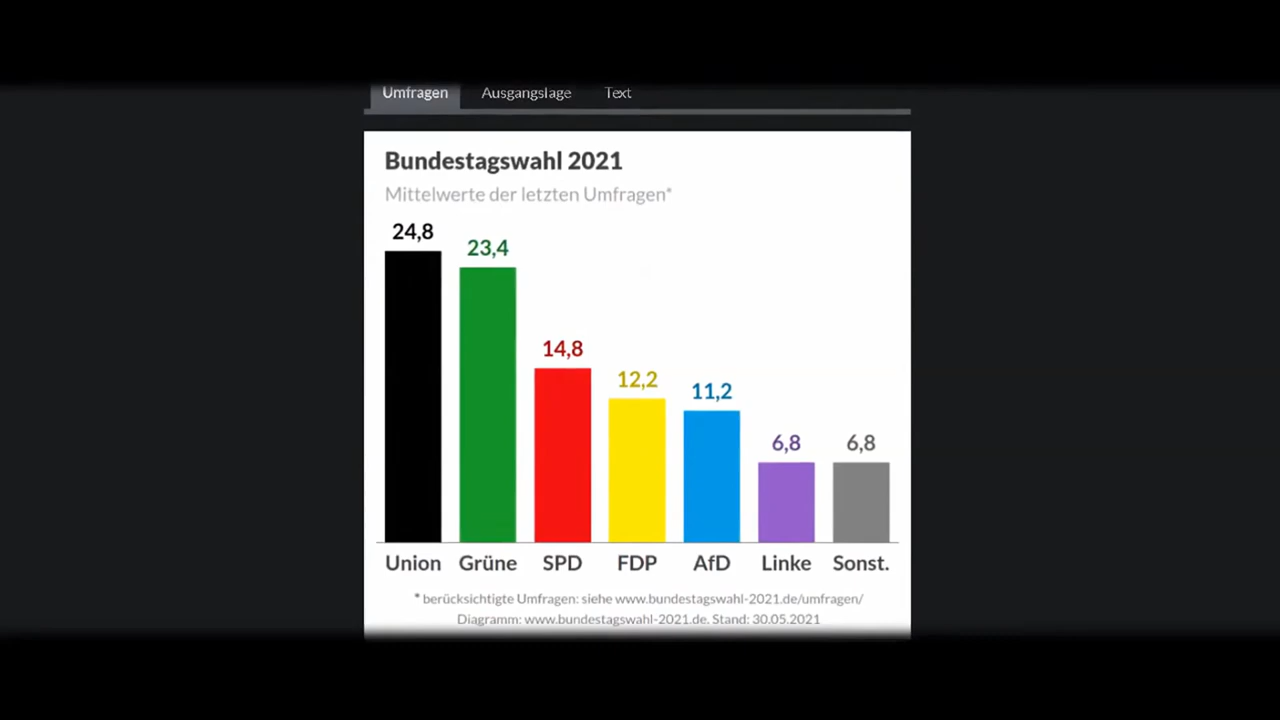 Umfragen Ausgangslage Text
Bundestagswahl 2021
Mittelwerte der letzten Umfragen*
24,8
23,4
14,8
12,2
11,2
6,8 6,8
Union Grüne SPD FDP AfD Linke Sonst.
* berücksichtigte Umfragen: siehe www.bundestagswahl-2021.de/umfragen/
Diagramm: www.bundestagswahl-2021.de. Stand: 30.05.2021